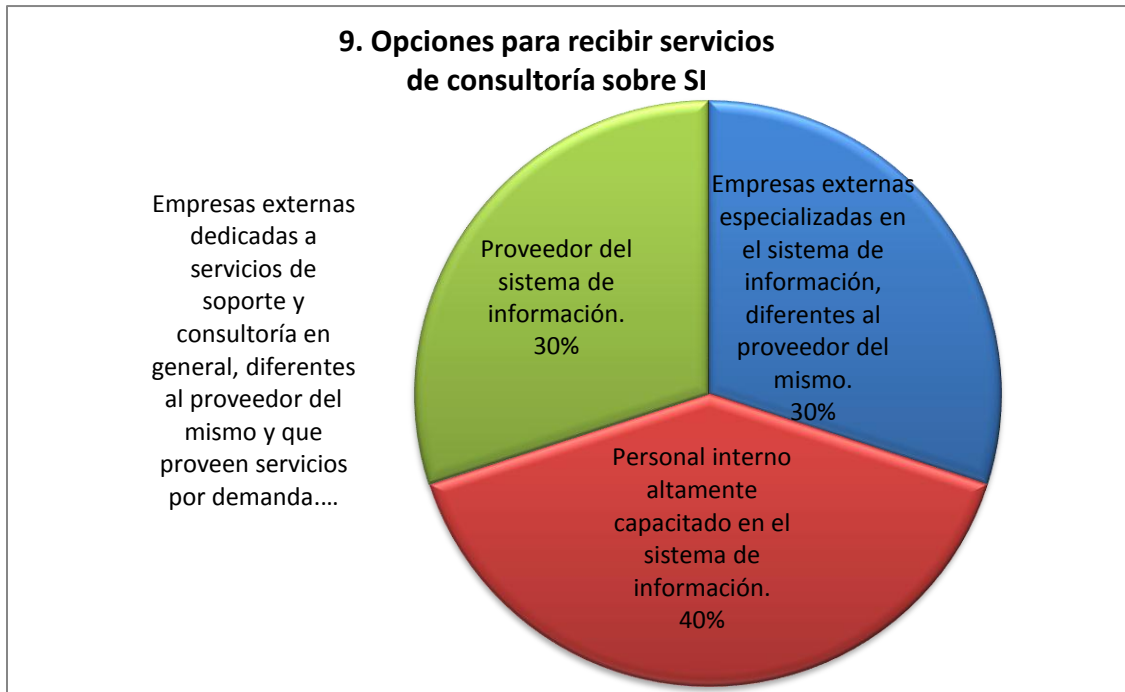 9. Opciones para recibir servicios
de consultoría sobre SI
Empresas externas
dedicadas a
servicios de
soporte y
consultoría en
general, diferentes
al proveedor del
mismo y que
proveen servicios
por demanda....
Proveedor del
sistema de
información.
30%
Empresas externas
especializadas en
el sistema de
información,
diferentes al
proveedor del
mismo.
30%
Personal interno
altamente
capacitado en el
sistema de
información.
40%